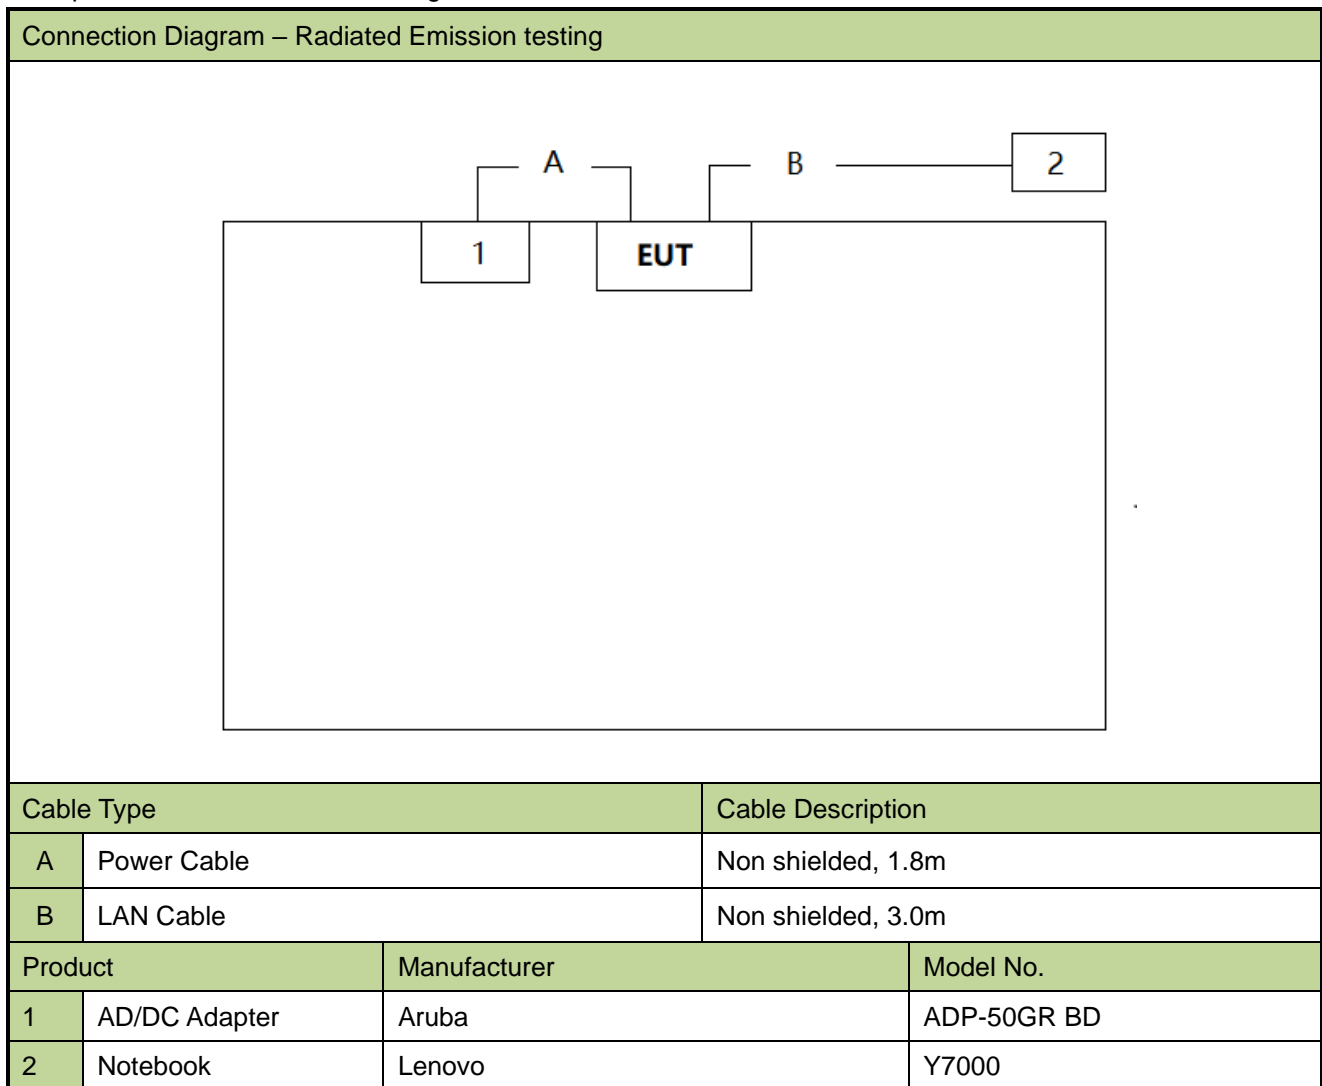 Connection Diagram – Radiated Emission testing
A B 2
1 EUT
Cable Type Cable Description
A Power Cable Non shielded, 1.8m
B LAN Cable Non shielded, 3.0m
Product Manufacturer Model No.
1 AD/DC Adapter Aruba ADP-50GR BD
2 Notebook Lenovo Y7000